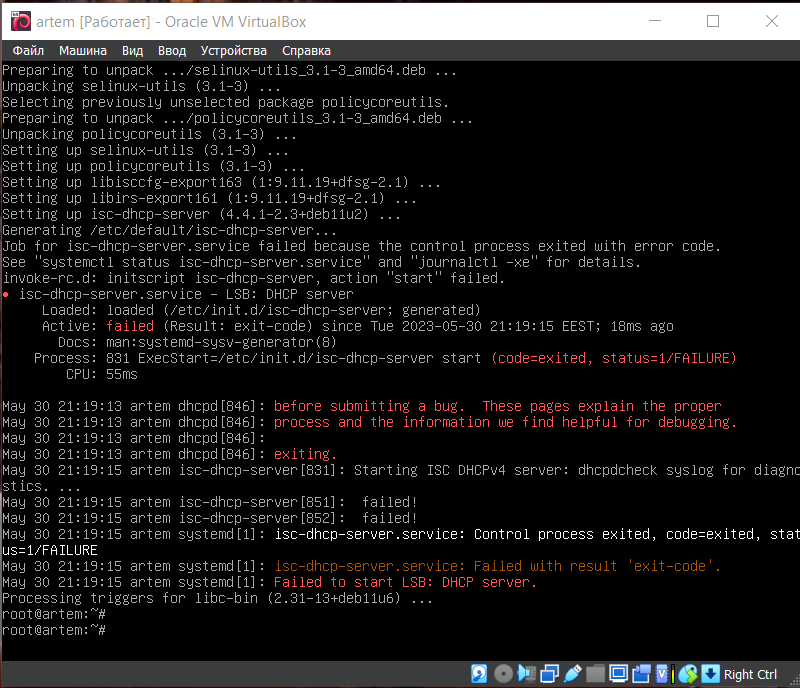 artem [Работает] - Oracle VM VirtualBox
Файл Машина Вид Ввод Устройства Справка
Preparing to unpack .../selinux-utils_3.1-3_amd64.deb ...
Unpacking selinux-utils (3.1-3) ...
Selecting previously unselected package policycoreutils.
Preparing to unpack .../policycoreutils_3.1-3_amd64.deb ...
Unpacking policycoreutils (3.1-3) ...
Setting up selinux-utils (3.1-3) ...
Setting up policycoreutils (3.1-3) ...
Setting up libisccfg-export163 (1:9.11.19+dfsg-2.1) ...
Setting up libirs-export161 (1:9.11.19+dfsg-2.1) ...
Setting up isc-dhcp-server (4.4.1-2.3+deb11u2) ...
Generating /etc/default/isc-dhcp-server...
Job for isc-dhcp-server.service failed because the control process exited with error code.
See "systemctl status isc-dhcp-server.service" and "journalctl -xe" for details.
invoke-rc.d: initscript isc-dhcp-server, action "start" failed.
● isc-dhcp-server.service - LSB: DHCP server
Loaded: loaded (/etc/init.d/isc-dhcp-server; generated)
Active: failed (Result: exit-code) since Tue 2023-05-30 21:19:15 EEST; 18ms ago
Docs: man:systemd-sysv-generator(8)
Process: 831 ExecStart=/etc/init.d/isc-dhcp-server start (code=exited, status=1/FAILURE)
CPU: 55ms
May 30 21:19:13 artem dhcpd[846]: before submitting a bug.  These pages explain the proper
May 30 21:19:13 artem dhcpd[846]: process and the information we find helpful for debugging.
May 30 21:19:13 artem dhcpd[846]:
May 30 21:19:13 artem dhcpd[846]: exiting.
May 30 21:19:15 artem isc-dhcp-server[831]: Starting ISC DHCPv4 server: dhcpdcheck syslog for diagno
stics. ...
May 30 21:19:15 artem isc-dhcp-server[851]:  failed!
May 30 21:19:15 artem isc-dhcp-server[852]:  failed!
May 30 21:19:15 artem systemd[1]: isc-dhcp-server.service: Control process exited, code=exited, stat
us=1/FAILURE
May 30 21:19:15 artem systemd[1]: isc-dhcp-server.service: Failed with result 'exit-code'.
May 30 21:19:15 artem systemd[1]: Failed to start LSB: DHCP server.
Processing triggers for libc-bin (2.31-13+deb11u6) ...
root@artem:~#
root@artem:~#
Right Ctrl